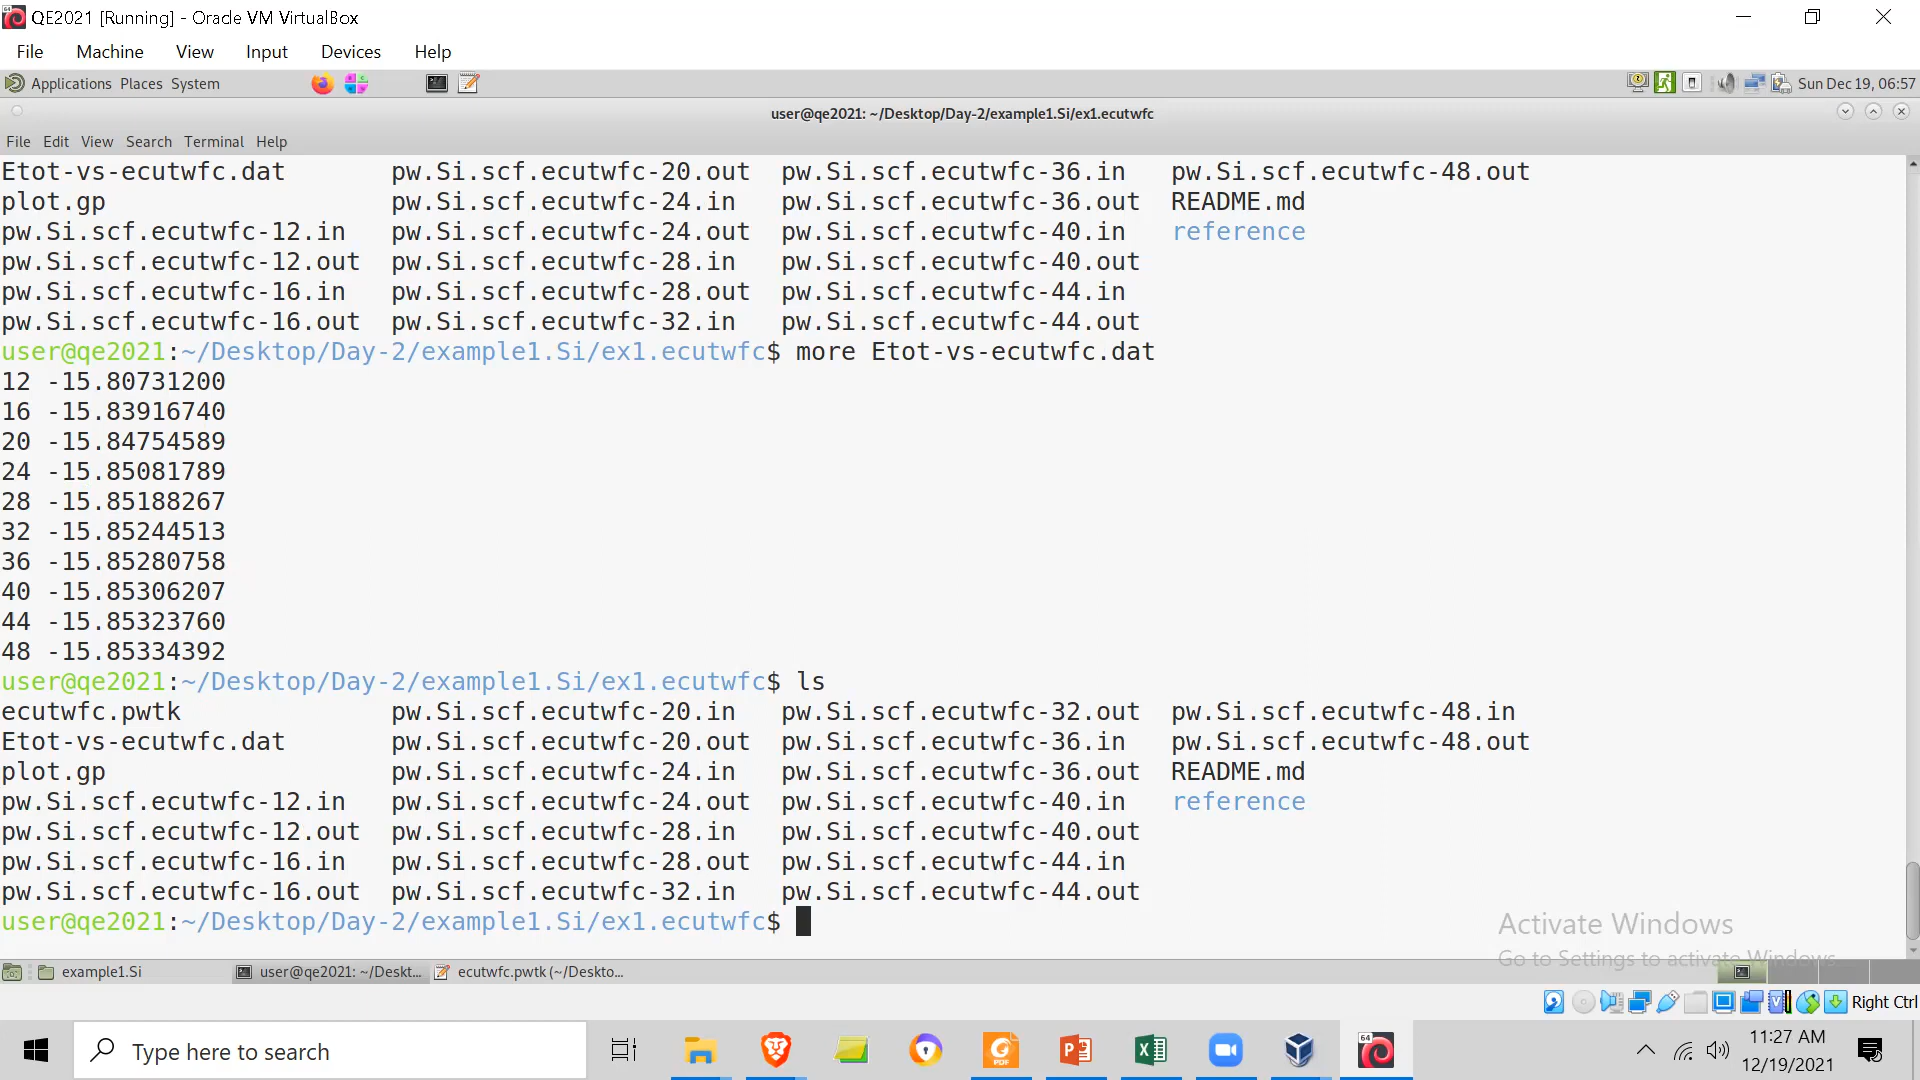 QE2021 [Running] - Oracle VM VirtualBox
File Machine View Input Devices Help
Applications Places System Sun Dec 19, 06:57
user@qe2021: ~/Desktop/Day-2/example1.Si/ex1.ecutwfc
File Edit View Search Terminal Help
Etot-vs-ecutwfc.dat pw.Si.scf.ecutwfc-20.out pw.Si.scf.ecutwfc-36.in pw.Si.scf.ecutwfc-48.out
plot.gp pw.Si.scf.ecutwfc-24.in pw.Si.scf.ecutwfc-36.out README.md
pw.Si.scf.ecutwfc-12.in pw.Si.scf.ecutwfc-24.out pw.Si.scf.ecutwfc-40.in reference
pw.Si.scf.ecutwfc-12.out pw.Si.scf.ecutwfc-28.in pw.Si.scf.ecutwfc-40.out
pw.Si.scf.ecutwfc-16.in pw.Si.scf.ecutwfc-28.out pw.Si.scf.ecutwfc-44.in
pw.Si.scf.ecutwfc-16.out pw.Si.scf.ecutwfc-32.in pw.Si.scf.ecutwfc-44.out
user@qe2021:~/Desktop/Day-2/example1.Si/ex1.ecutwfc$ more Etot-vs-ecutwfc.dat
12 -15.80731200
16 -15.83916740
20 -15.84754589
24 -15.85081789
28 -15.85188267
32 -15.85244513
36 -15.85280758
40 -15.85306207
44 -15.85323760
48 -15.85334392
user@qe2021:~/Desktop/Day-2/example1.Si/ex1.ecutwfc$ ls
ecutwfc.pwtk pw.Si.scf.ecutwfc-20.in pw.Si.scf.ecutwfc-32.out pw.Si.scf.ecutwfc-48.in
Etot-vs-ecutwfc.dat pw.Si.scf.ecutwfc-20.out pw.Si.scf.ecutwfc-36.in pw.Si.scf.ecutwfc-48.out
plot.gp pw.Si.scf.ecutwfc-24.in pw.Si.scf.ecutwfc-36.out README.md
pw.Si.scf.ecutwfc-12.in pw.Si.scf.ecutwfc-24.out pw.Si.scf.ecutwfc-40.in reference
pw.Si.scf.ecutwfc-12.out pw.Si.scf.ecutwfc-28.in pw.Si.scf.ecutwfc-40.out
pw.Si.scf.ecutwfc-16.in pw.Si.scf.ecutwfc-28.out pw.Si.scf.ecutwfc-44.in
pw.Si.scf.ecutwfc-16.out pw.Si.scf.ecutwfc-32.in pw.Si.scf.ecutwfc-44.out
user@qe2021:~/Desktop/Day-2/example1.Si/ex1.ecutwfc$
Activate Windows
Go to Settings to activate Windows.
example1.Si user@qe2021: ~/Deskt... ecutwfc.pwtk (~/Deskto...
Right Ctrl
Type here to search
11:27 AM
12/19/2021